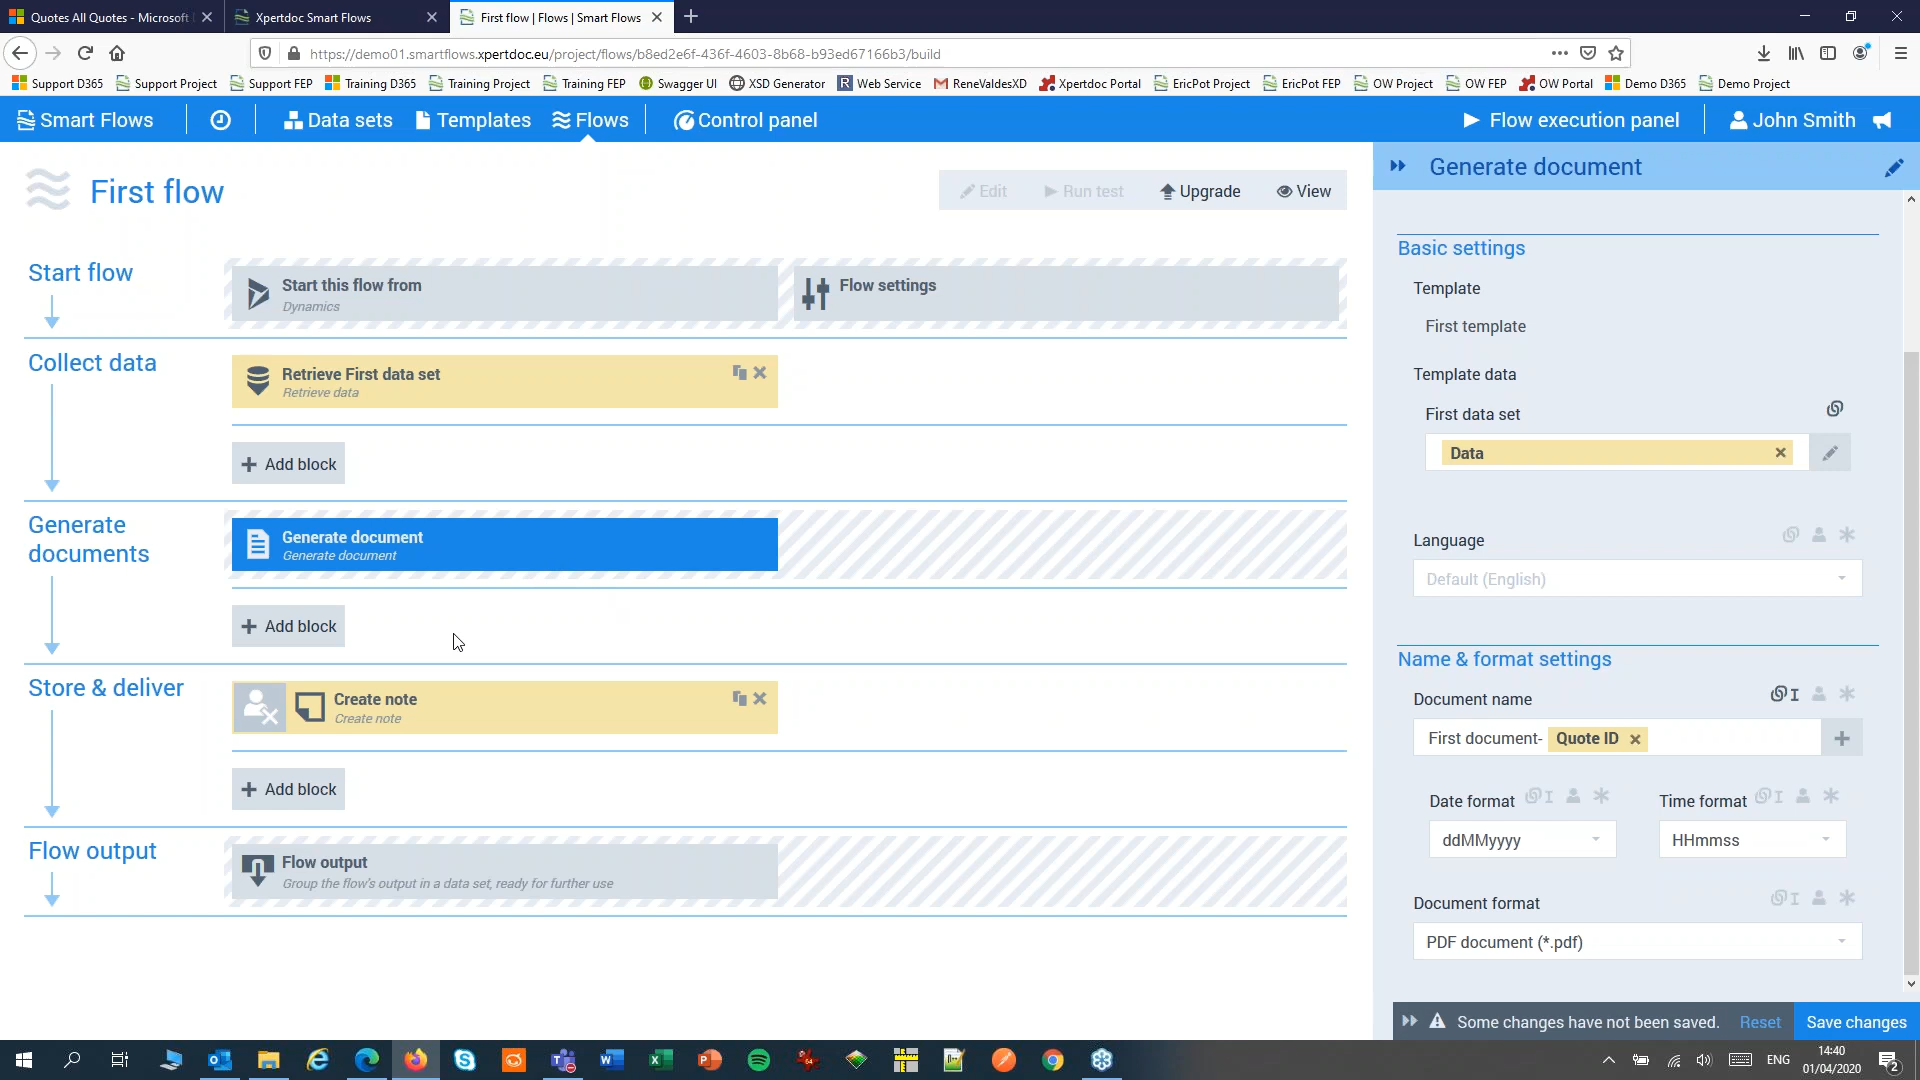 Quotes All Quotes - Microsoft
Xpertdoc Smart Flows
First flow | Flows | Smart Flows
https://demo01.smartflows.xpertdoc.eu/project/flows/b8ed2e6f-436f-4603-8b68-b93ed67166b3/build
Support D365
Support Project
Support FEP
Training D365
Training Project
Training FEP
Swagger UI
XSD Generator
Web Service
ReneValdesXD
Xpertdoc Portal
EricPot Project
EricPot FEP
OW Project
OW FEP
OW Portal
Demo D365
Demo Project
Smart Flows
Data sets
Templates
Flows
Control panel
Flow execution panel
John Smith
First flow
Edit
Run test
Upgrade
View
Start flow
Start this flow from
Dynamics
Flow settings
Collect data
Retrieve First data set
Retrieve data
+ Add block
Generate
documents
Generate document
Generate document
+ Add block
Store & deliver
Create note
Create note
+ Add block
Flow output
Flow output
Group the flow's output in a data set, ready for further use
Generate document
Basic settings
Template
First template
Template data
First data set
Data
Language
Default (English)
Name & format settings
Document name
First document- Quote ID
Date format
Time format
ddMMyyyy
HHmmss
Document format
PDF document (*.pdf)
Some changes have not been saved.
Reset
Save changes
ENG
14:40
01/04/2020
2